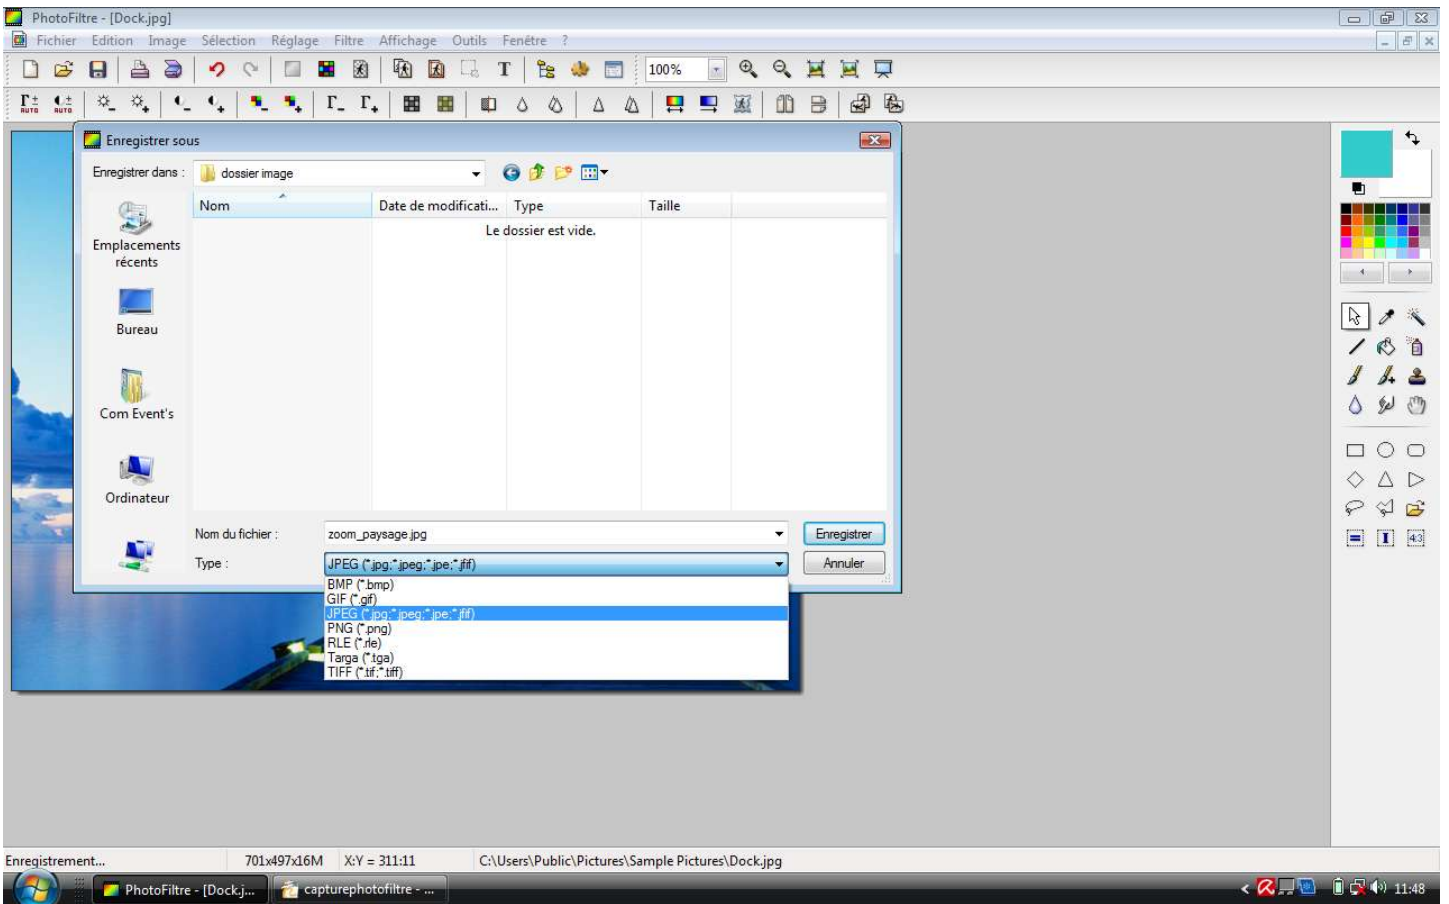 PhotoFiltre - [Dock.jpg]
Fichier Edition Image Sélection Réglage Filtre Affichage Outils Fenêtre ?
T 100%
AUTO AUTO
Enregistrer sous
Enregistrer dans : dossier image
Nom Date de modificati... Type Taille
Le dossier est vide.
Emplacements
récents
Bureau
Com Event's
Ordinateur
Nom du fichier : zoom_paysage.jpg Enregistrer
Type : JPEG (*.jpg;*.jpeg;*.jpe;*.jfif) Annuler
BMP (*.bmp)
GIF (*.gif)
JPEG (*.jpg;*.jpeg;*.jpe;*.jfif)
PNG (*.png)
RLE (*.rle)
Targa (*.tga)
TIFF (*.tif;*.tiff)
4:3
Enregistrement... 701x497x16M X:Y = 311:11 C:\Users\Public\Pictures\Sample Pictures\Dock.jpg
PhotoFiltre - [Dock.j... capturephotofiltre - ... < 11:48